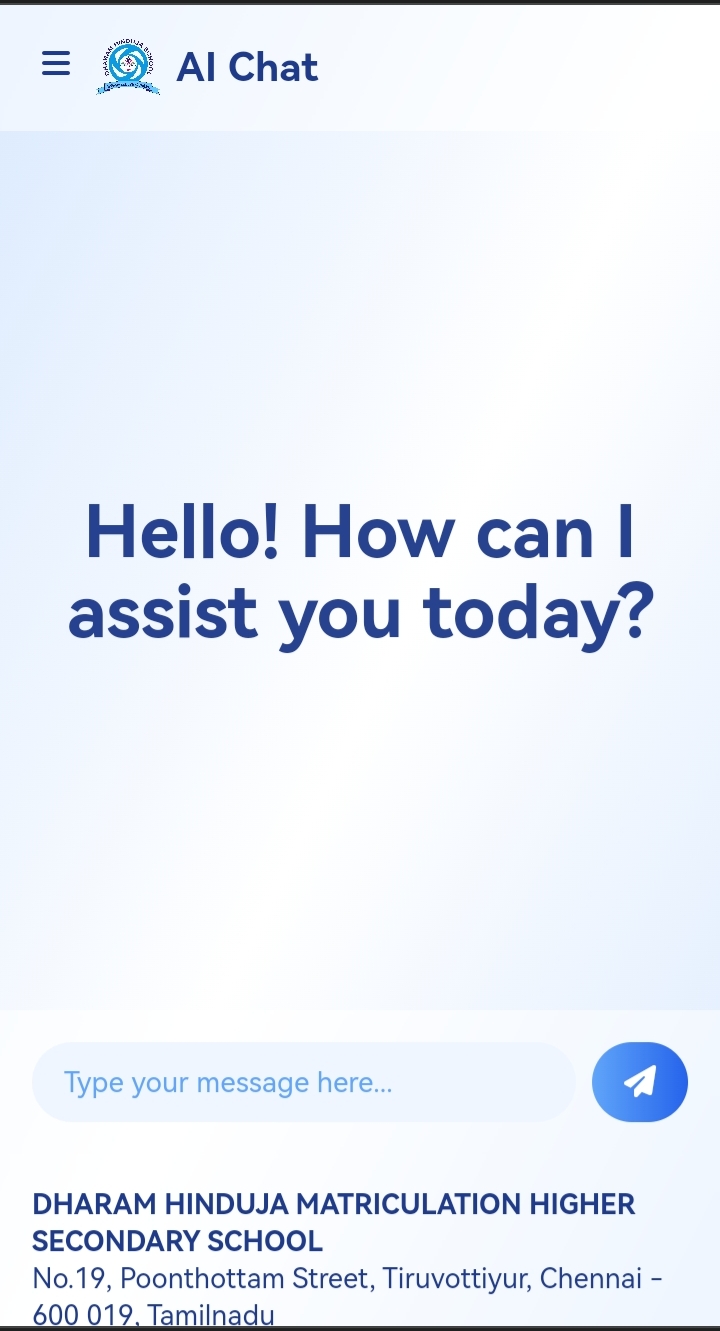 AI Chat
Hello! How can I
assist you today?
Type your message here...
DHARAM HINDUJA MATRICULATION HIGHER
SECONDARY SCHOOL
No.19, Poonthottam Street, Tiruvottiyur, Chennai -
600 019, Tamilnadu